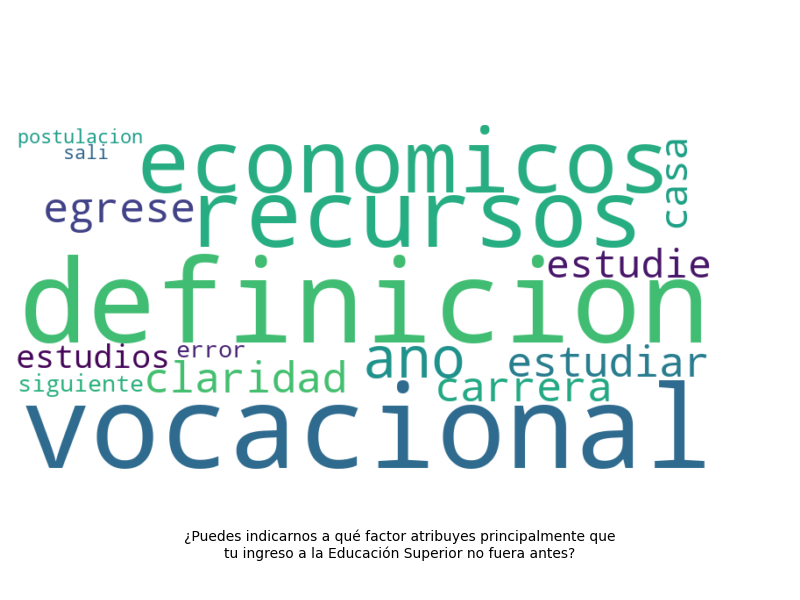 postulacion
sali
economicos
casa
egrese
recursos
estudie
definicion
estudios
error
ano
estudiar
siguiente
claridad
carrera
vocacional
¿Puedes indicarnos a qué factor atribuyes principalmente que
tu ingreso a la Educación Superior no fuera antes?